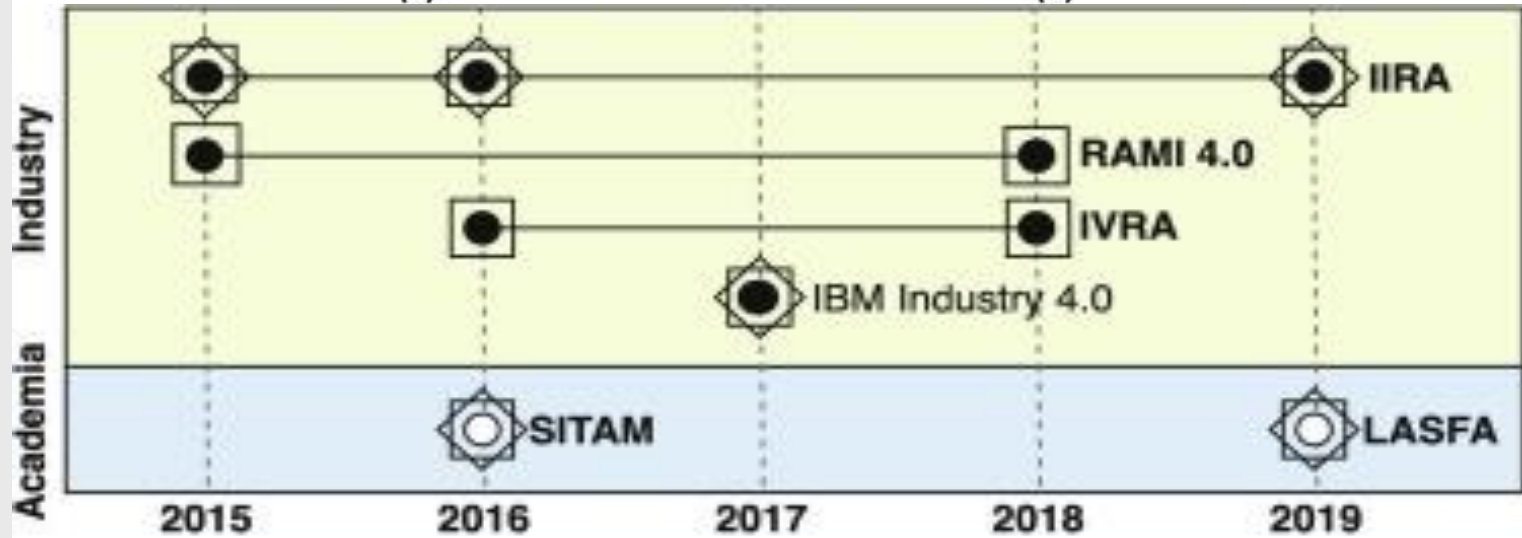 Industry
IIRA
RAMI 4.0
IVRA
IBM Industry 4.0
Academia
SITAM
LASFA
2015 2016 2017 2018 2019